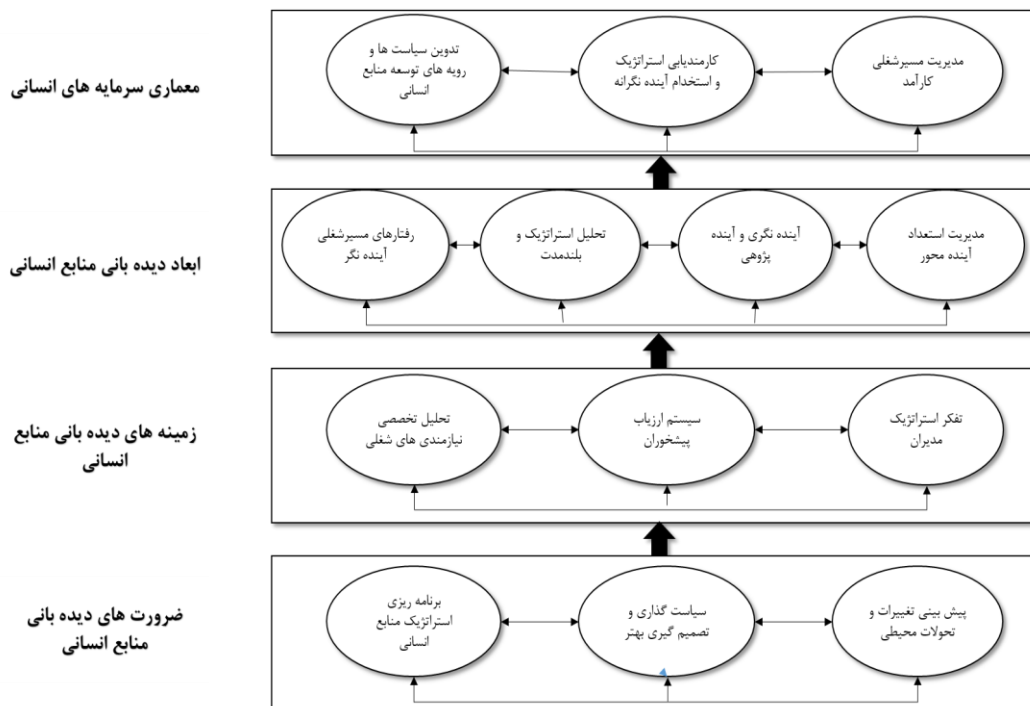 معماری سرمایه های انسانی
مدیریت مسیرشغلی
کارآمد
کارمندیابی استراتژیک
و استخدام آینده نگرانه
تدوین سیاست ها و
رویه های توسعه منابع
انسانی
ابعاد دیده بانی منابع انسانی
مدیریت استعداد
آینده محور
آینده نگری و آینده
پژوهی
تحلیل استراتژیک و
بلندمدت
رفتارهای مسیرشغلی
آینده نگر
زمینه های دیده بانی منابع
انسانی
تفکر استراتژیک
مدیران
سیستم ارزیاب
پیشخوران
تحلیل تخصصی
نیازمندی های شغلی
ضرورت های دیده بانی
منابع انسانی
پیش بینی تغییرات و
تحولات محیطی
سیاست گذاری و
تصمیم گیری بهتر
برنامه ریزی
استراتژیک منابع
انسانی